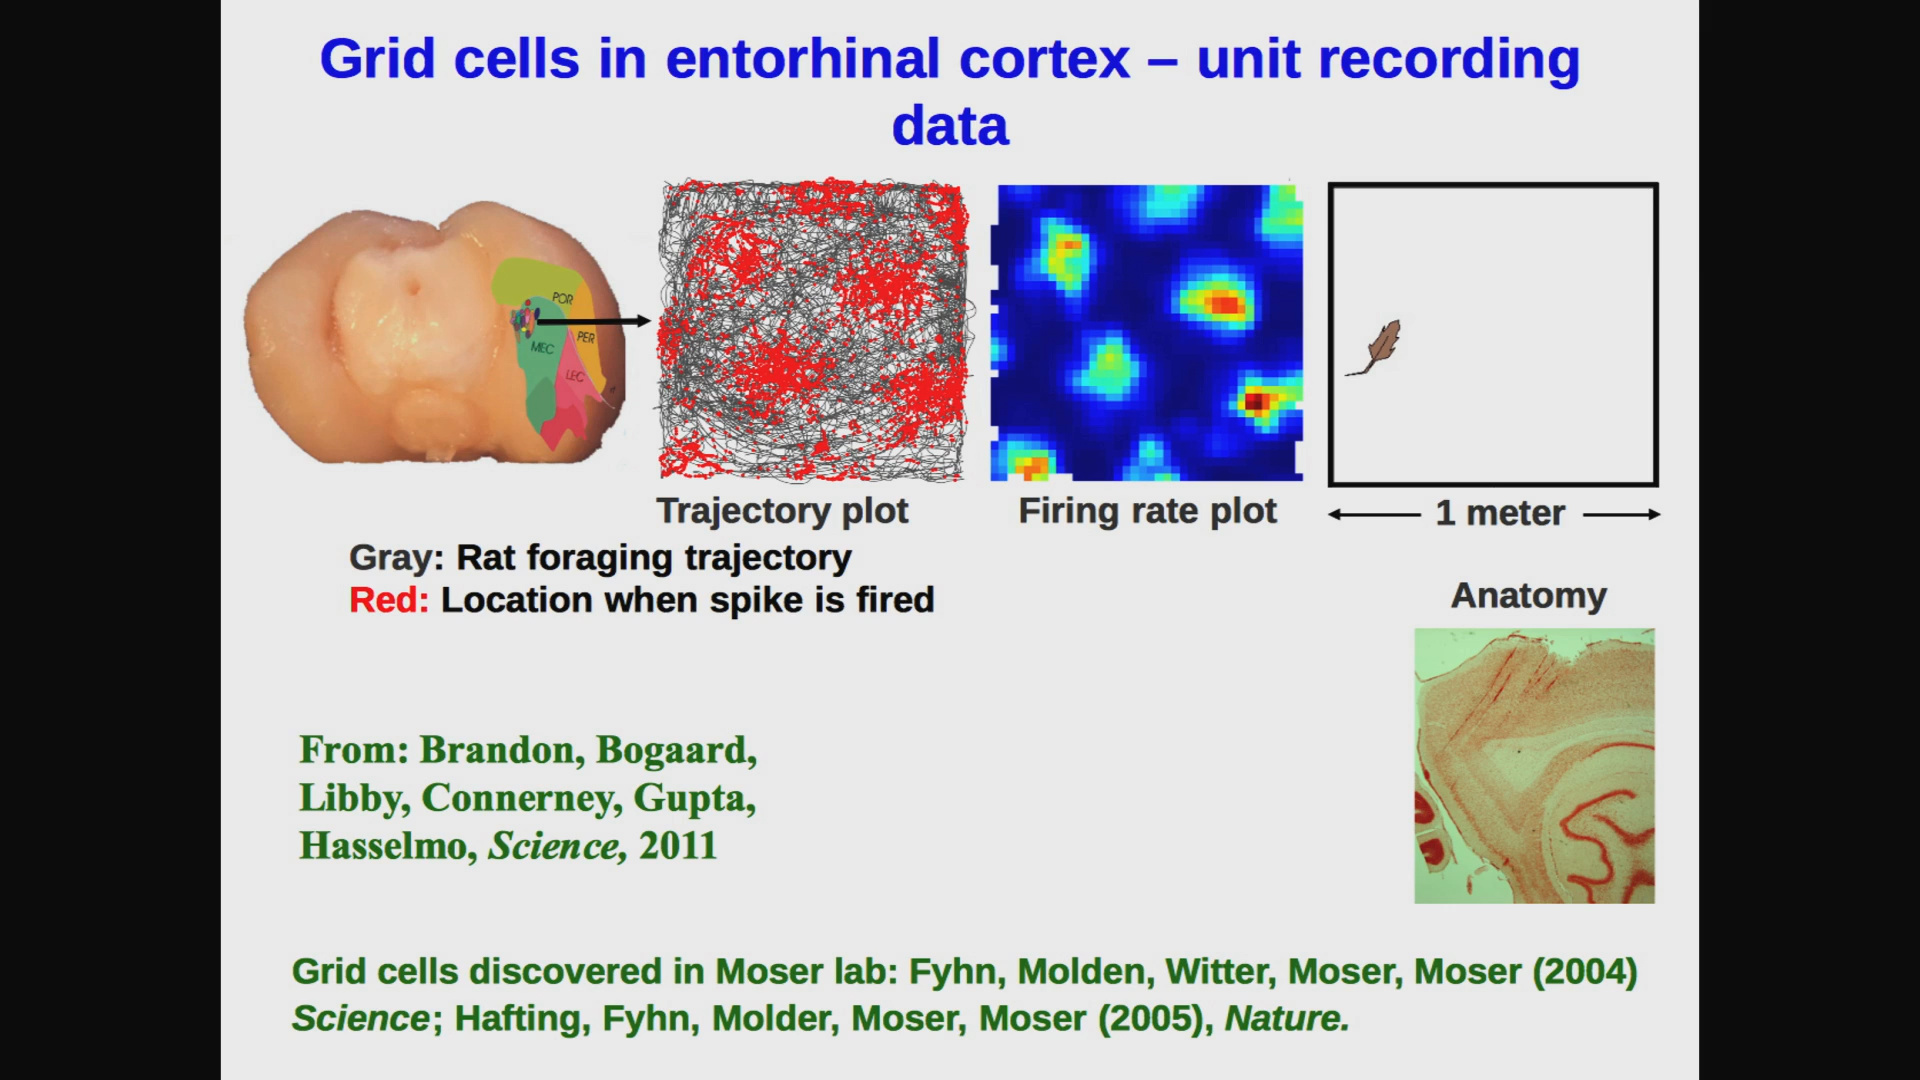 Grid cells in entorhinal cortex – unit recording
data
POR
PER
MEC
LEC
Trajectory plot
Firing rate plot
1 meter
Gray: Rat foraging trajectory
Red: Location when spike is fired
Anatomy
From: Brandon, Bogaard,
Libby, Connerney, Gupta,
Hasselmo, Science, 2011
Grid cells discovered in Moser lab: Fyhn, Molden, Witter, Moser, Moser (2004)
Science; Hafting, Fyhn, Molder, Moser, Moser (2005), Nature.